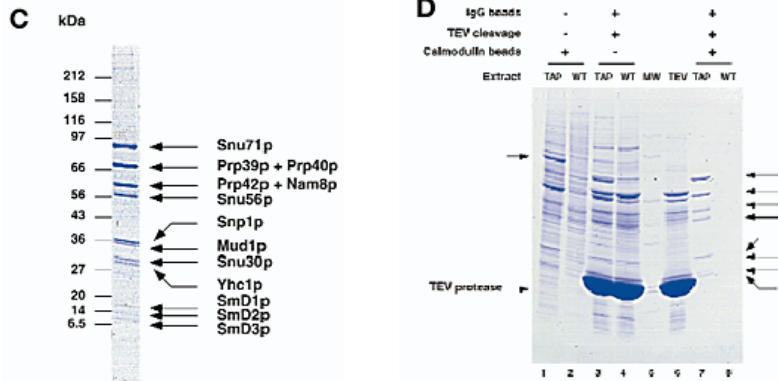 C
kDa
212
158
116
97
66
56
43
36
27
20
14
6.5
Snu71p
Prp39p + Prp40p
Prp42p + Nam8p
Snu56p
Snp1p
Mud1p
Snu30p
Yhc1p
SmD1p
SmD2p
SmD3p
D
IgG beads - + +
TEV cleavage - + +
Calmodulin beads + - +
Extract TAP WT TAP WT MW TEV TAP WT
TEV protease
1 2 3 4 5 6 7 8